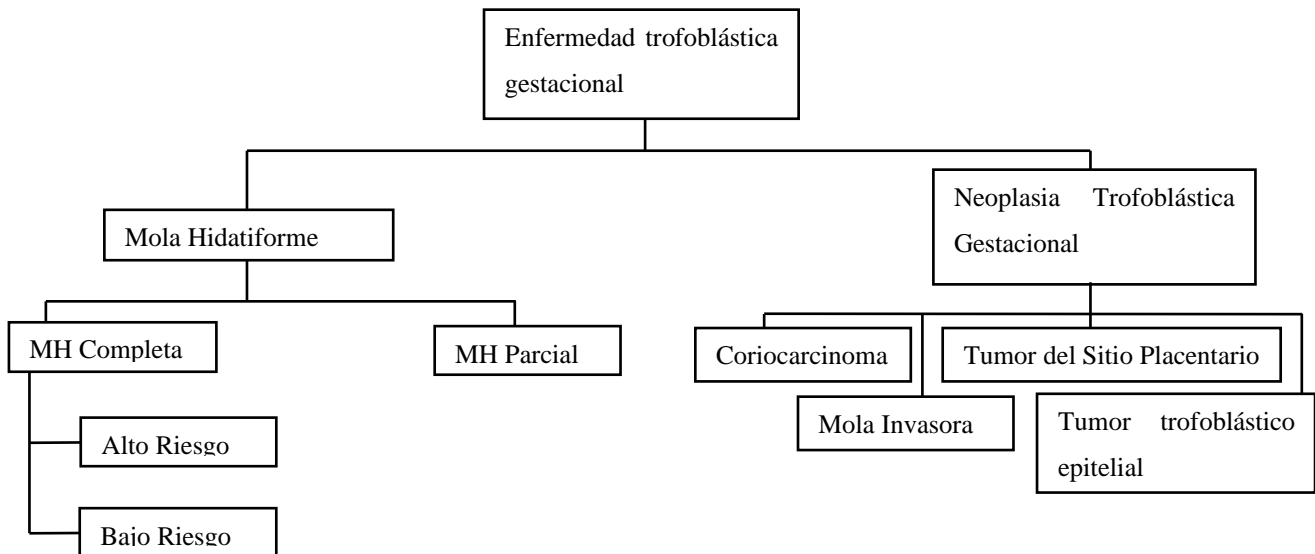 Enfermedad trofoblástica
gestacional
Neoplasia Trofoblástica
Gestacional
Mola Hidatiforme
MH Completa
MH Parcial
Coriocarcinoma
Tumor del Sitio Placentario
Mola Invasora
Tumor trofoblástico
epitelial
Alto Riesgo
Bajo Riesgo